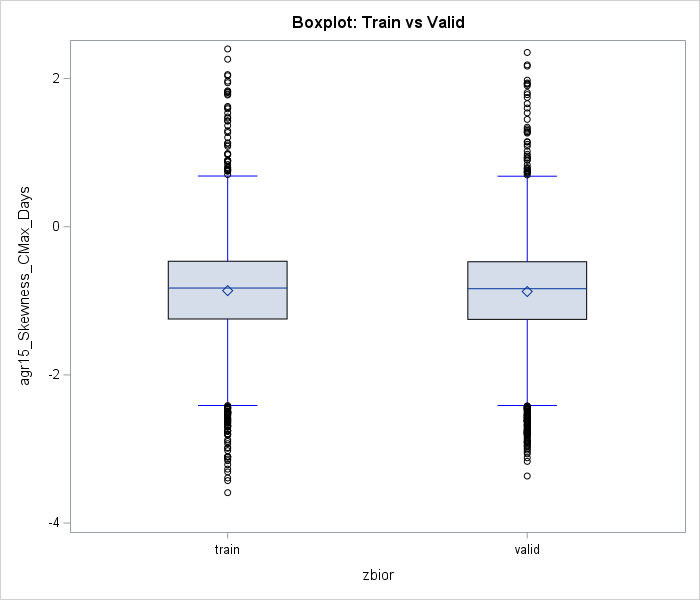 Boxplot: Train vs Valid
agr15_Skewness_CMax_Days
2
0
-2
-4
train
valid
zbior